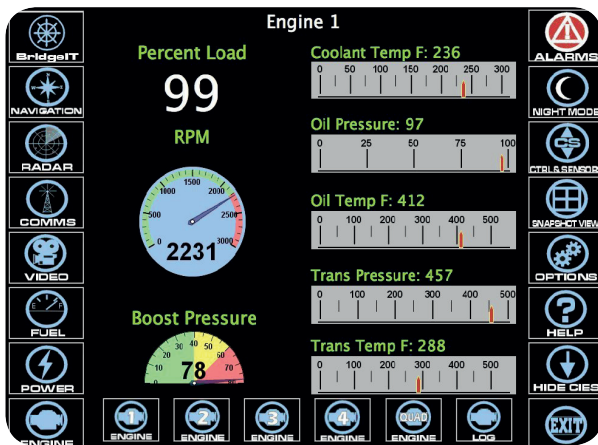 Engine 1
BridgeIT
NAVIGATION
RADAR
COMMS
VIDEO
E F
FUEL
POWER
ENGINE
Percent Load
99
RPM
0 500 1000 1500 2000 2500 3000
2231
Boost Pressure
0 10 20 30 40 50 60 70
78
Coolant Temp F: 236
0 50 100 150 200 250 300
Oil Pressure: 97
0 25 50 75 100
Oil Temp F: 412
0 100 200 300 400 500
Trans Pressure: 457
0 100 200 300 400 500
Trans Temp F: 288
0 100 200 300 400 500
ALARMS
NIGHT MODE
CS
CTRL & SENSORS
SNAPSHOT VIEW
OPTIONS
?
HELP
HIDE CIES
EXIT
1
ENGINE
2
ENGINE
3
ENGINE
4
ENGINE
QUAD
ENGINE
LOG